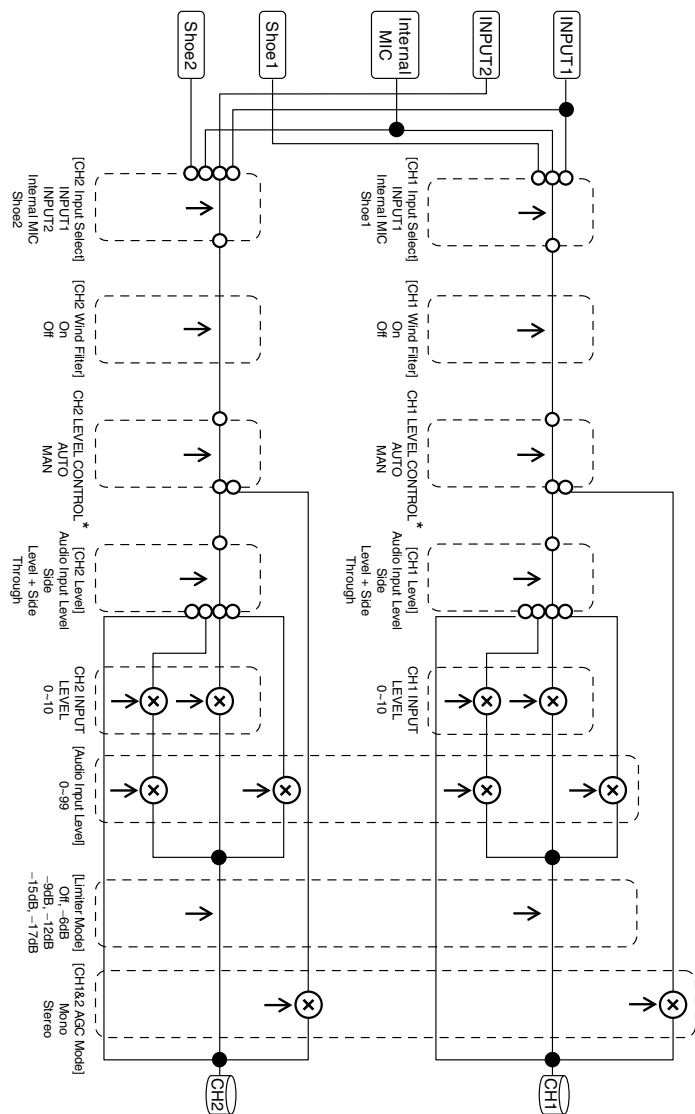 INPUT1
INPUT2
Internal
MIC
Shoe1
Shoe2
[CH1 Input Select]
INPUT1
Internal MIC
Shoe1
[CH1 Wind Filter]
On
Off
CH1 LEVEL CONTROL *
AUTO
MAN
[CH1 Level]
Audio Input Level
Side
Level + Side
Through
CH1 INPUT
LEVEL
0~10
CH1
[CH2 Input Select]
INPUT1
INPUT2
Internal MIC
Shoe2
[CH2 Wind Filter]
On
Off
CH2 LEVEL CONTROL *
AUTO
MAN
[CH2 Level]
Audio Input Level
Side
Level + Side
Through
CH2 INPUT
LEVEL
0~10
[Audio Input Level]
0~99
[Limiter Mode]
Off, −6dB
−9dB, −12dB
−15dB, −17dB
[CH1&2 AGC Mode]
Mono
Stereo
CH2